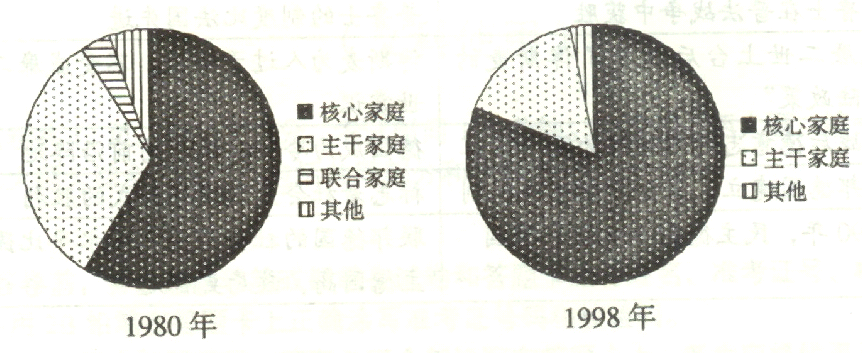 核心家庭
主干家庭
联合家庭
其他
1980 年
核心家庭
主干家庭
其他
1998 年